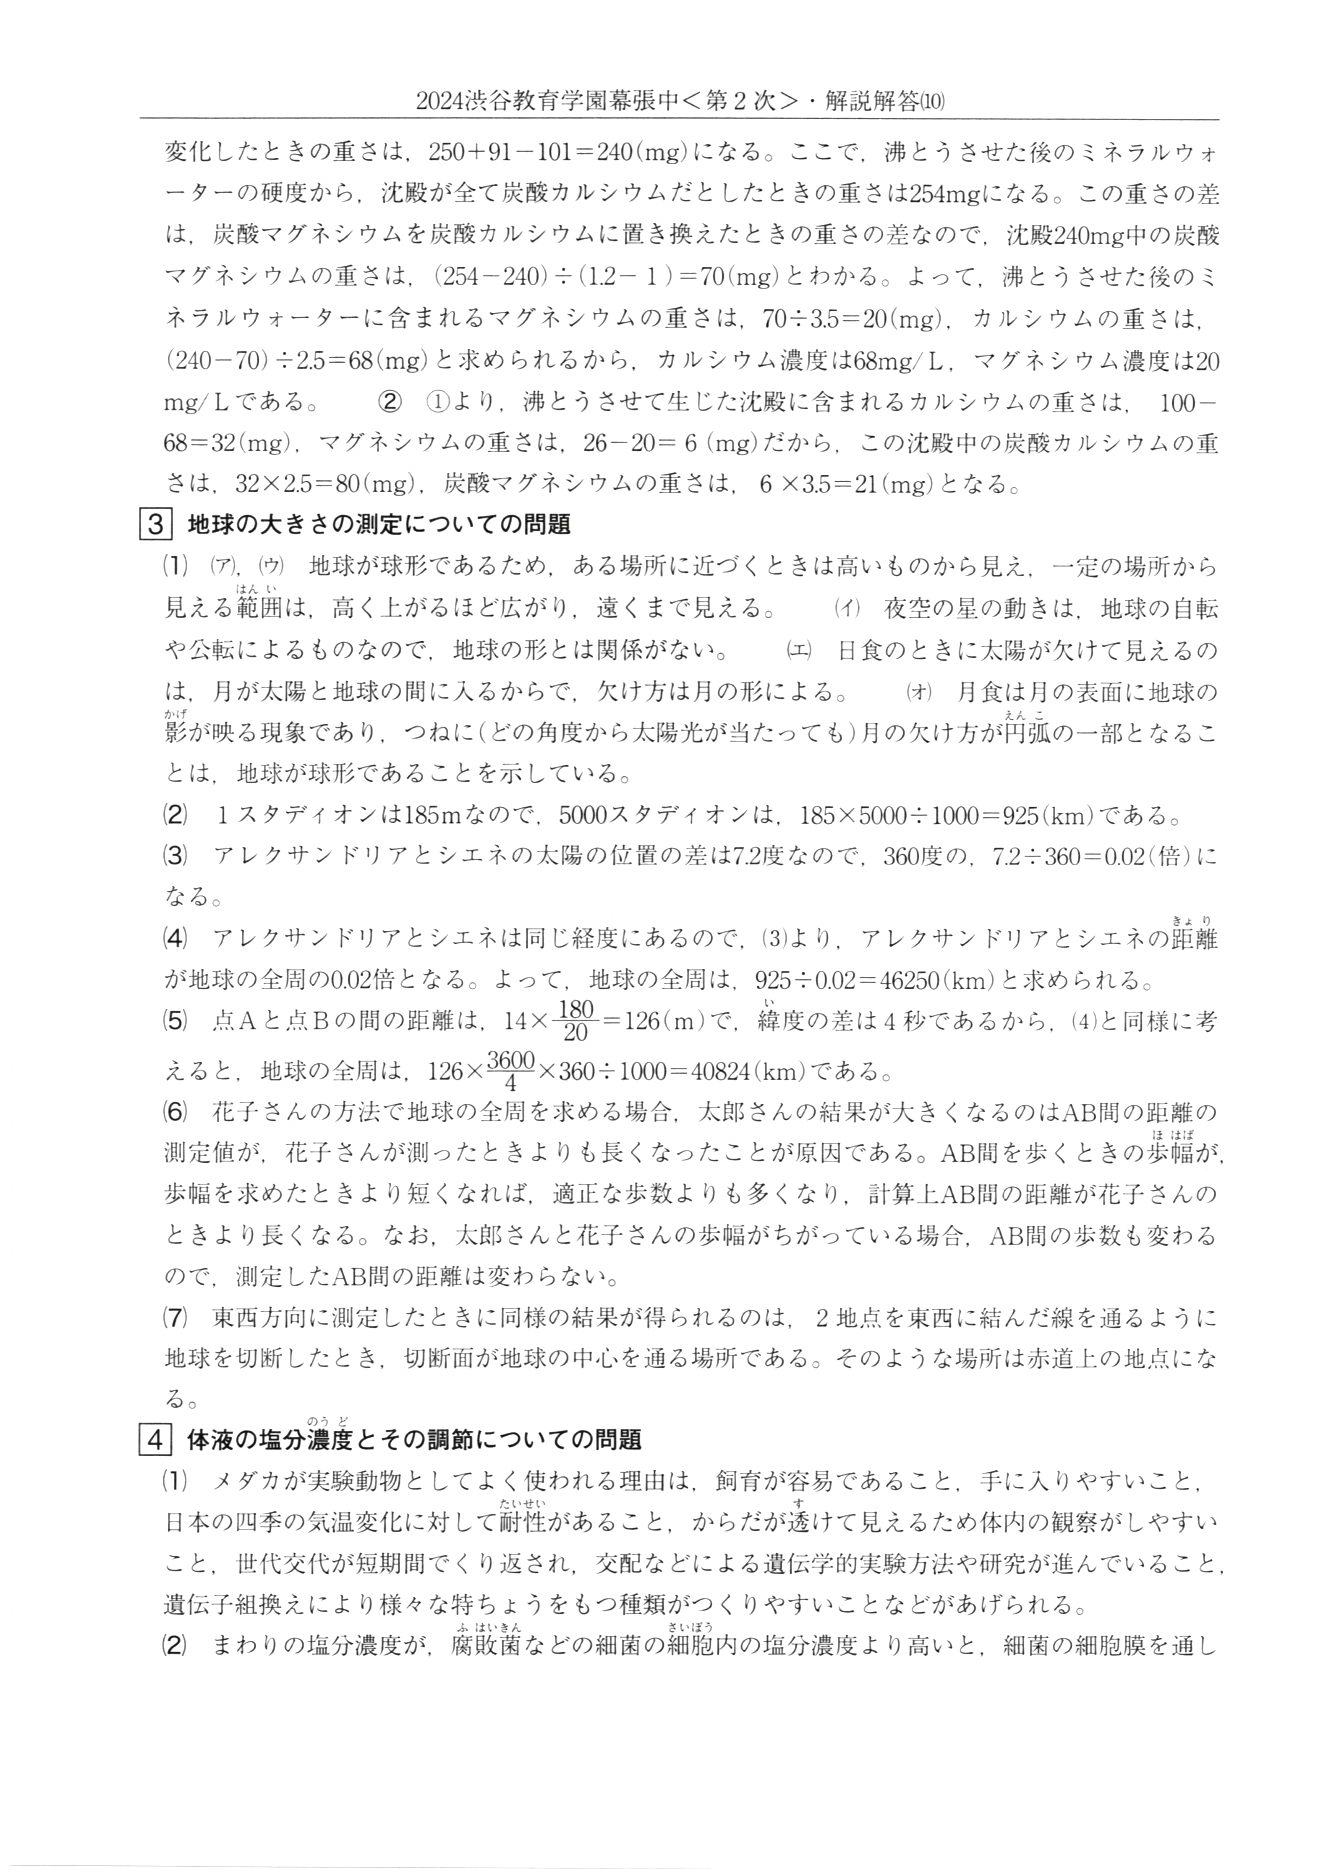 2024渋谷教育学園幕張中＜第２次＞・解説解答⑽
変化したときの重さは，250＋91－101＝240(mg)になる。ここで，沸とうさせた後のミネラルウォ
ーターの硬度から，沈殿が全て炭酸カルシウムだとしたときの重さは254mgになる。この重さの差
は，炭酸マグネシウムを炭酸カルシウムに置き換えたときの重さの差なので，沈殿240mg中の炭酸
マグネシウムの重さは，(254－240)÷(1.2－１)＝70(mg)とわかる。よって，沸とうさせた後のミ
ネラルウォーターに含まれるマグネシウムの重さは，70÷3.5＝20(mg)，カルシウムの重さは，
(240－70)÷2.5＝68(mg)と求められるから，カルシウム濃度は68mg/Ｌ，マグネシウム濃度は20
mg/Ｌである。　② ①より，沸とうさせて生じた沈殿に含まれるカルシウムの重さは，100－
68＝32(mg)，マグネシウムの重さは，26－20＝６(mg)だから，この沈殿中の炭酸カルシウムの重
さは，32×2.5＝80(mg)，炭酸マグネシウムの重さは，６×3.5＝21(mg)となる。
3 地球の大きさの測定についての問題
⑴ ㋐，㋒　地球が球形であるため，ある場所に近づくときは高いものから見え，一定の場所から
はん い
見える範囲は，高く上がるほど広がり，遠くまで見える。　㋑　夜空の星の動きは，地球の自転
や公転によるものなので，地球の形とは関係がない。　㋓　日食のときに太陽が欠けて見えるの
は，月が太陽と地球の間に入るからで，欠け方は月の形による。　㋔　月食は月の表面に地球の
かげ　えん こ
影が映る現象であり，つねに(どの角度から太陽光が当たっても)月の欠け方が円弧の一部となるこ
とは，地球が球形であることを示している。
⑵　１スタディオンは185mなので，5000スタディオンは，185×5000÷1000＝925(km)である。
⑶　アレクサンドリアとシエネの太陽の位置の差は7.2度なので，360度の，7.2÷360＝0.02(倍)に
なる。
きょ り
⑷　アレクサンドリアとシエネは同じ経度にあるので，⑶より，アレクサンドリアとシエネの距離
が地球の全周の0.02倍となる。よって，地球の全周は，925÷0.02＝46250(km)と求められる。
い
⑸　点Ａと点Ｂの間の距離は，14×180/20＝126(m)で，緯度の差は４秒であるから，⑷と同様に考
えると，地球の全周は，126×3600/4×360÷1000＝40824(km)である。
⑹　花子さんの方法で地球の全周を求める場合，太郎さんの結果が大きくなるのはAB間の距離の
ほ はば
測定値が，花子さんが測ったときよりも長くなったことが原因である。AB間を歩くときの歩幅が，
歩幅を求めたときより短くなれば，適正な歩数よりも多くなり，計算上AB間の距離が花子さんの
ときより長くなる。なお，太郎さんと花子さんの歩幅がちがっている場合，AB間の歩数も変わる
ので，測定したAB間の距離は変わらない。
⑺　東西方向に測定したときに同様の結果が得られるのは，２地点を東西に結んだ線を通るように
地球を切断したとき，切断面が地球の中心を通る場所である。そのような場所は赤道上の地点にな
る。
のう ど
4 体液の塩分濃度とその調節についての問題
⑴　メダカが実験動物としてよく使われる理由は，飼育が容易であること，手に入りやすいこと，
たいせい　す
日本の四季の気温変化に対して耐性があること，からだが透けて見えるため体内の観察がしやすい
こと，世代交代が短期間でくり返され，交配などによる遺伝学的実験方法や研究が進んでいること，
遺伝子組換えにより様々な特ちょうをもつ種類がつくりやすいことなどがあげられる。
ふ はいきん　さいぼう
⑵　まわりの塩分濃度が，腐敗菌などの細菌の細胞内の塩分濃度より高いと，細菌の細胞膜を通し